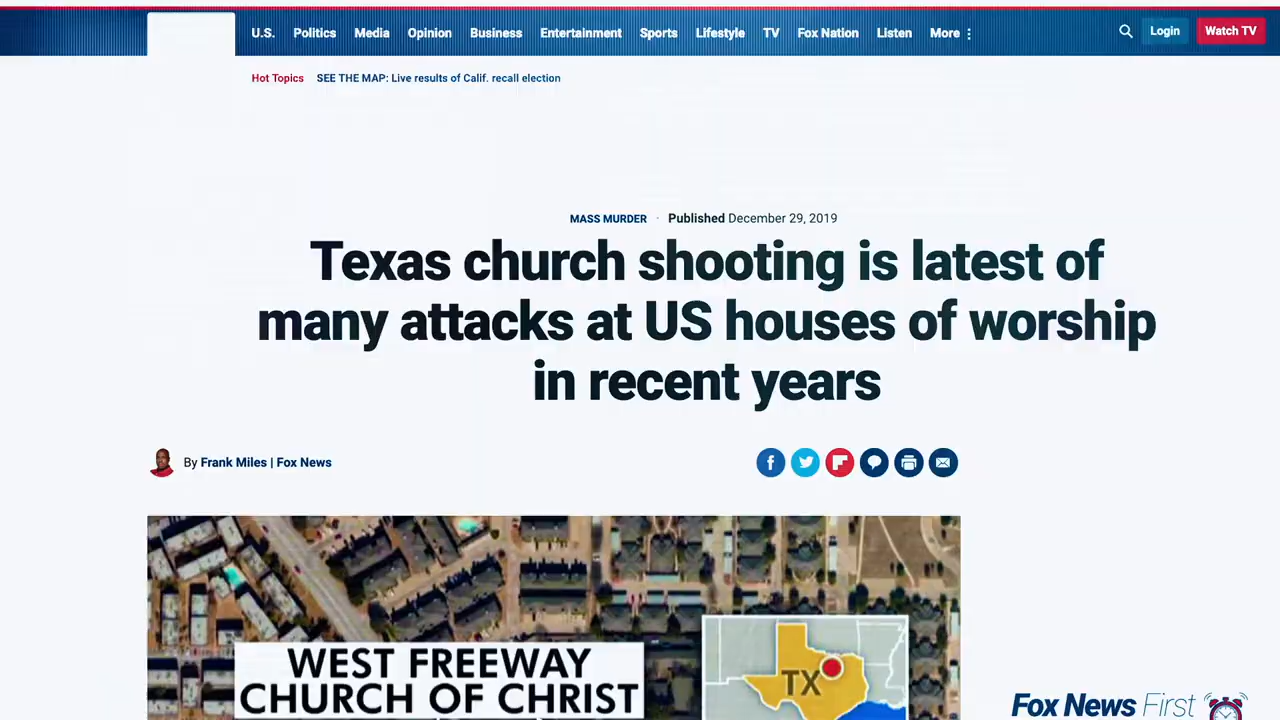 U.S. Politics Media Opinion Business Entertainment Sports Lifestyle TV Fox Nation Listen More Login Watch TV
Hot Topics SEE THE MAP: Live results of Calif. recall election
MASS MURDER · Published December 29, 2019
Texas church shooting is latest of
many attacks at US houses of worship
in recent years
By Frank Miles | Fox News
WEST FREEWAY
CHURCH OF CHRIST
TX
Fox News First